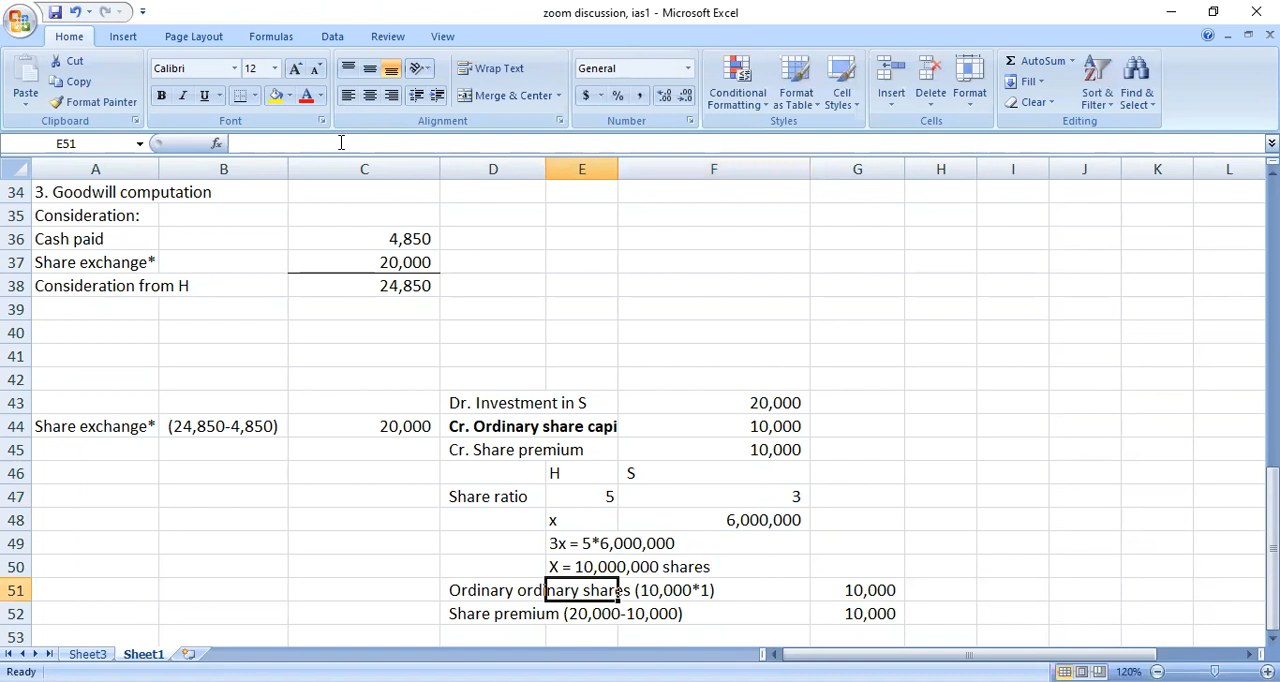 zoom discussion, ias1 - Microsoft Excel
Home Insert Page Layout Formulas Data Review View
Paste
Cut
Copy
Format Painter
Clipboard
Calibri 12
B I U
Font
Wrap Text
Merge & Center
Alignment
General
$ % ,
Number
Conditional Formatting
Format as Table
Cell Styles
Styles
Insert Delete Format
Cells
Σ AutoSum
Fill
Clear
Sort & Filter
Find & Select
Editing
E51
fx
A B C D E F G H I J K L
34 3. Goodwill computation
35 Consideration:
36 Cash paid 4,850
37 Share exchange* 20,000
38 Consideration from H 24,850
39
40
41
42
43 Dr. Investment in S 20,000
44 Share exchange* (24,850-4,850) 20,000 Cr. Ordinary share capi 10,000
45 Cr. Share premium 10,000
46 H S
47 Share ratio 5 3
48 x 6,000,000
49 3x = 5*6,000,000
50 X = 10,000,000 shares
51 Ordinary ordinary shares (10,000*1) 10,000
52 Share premium (20,000-10,000) 10,000
53
Sheet3 Sheet1
Ready
120%